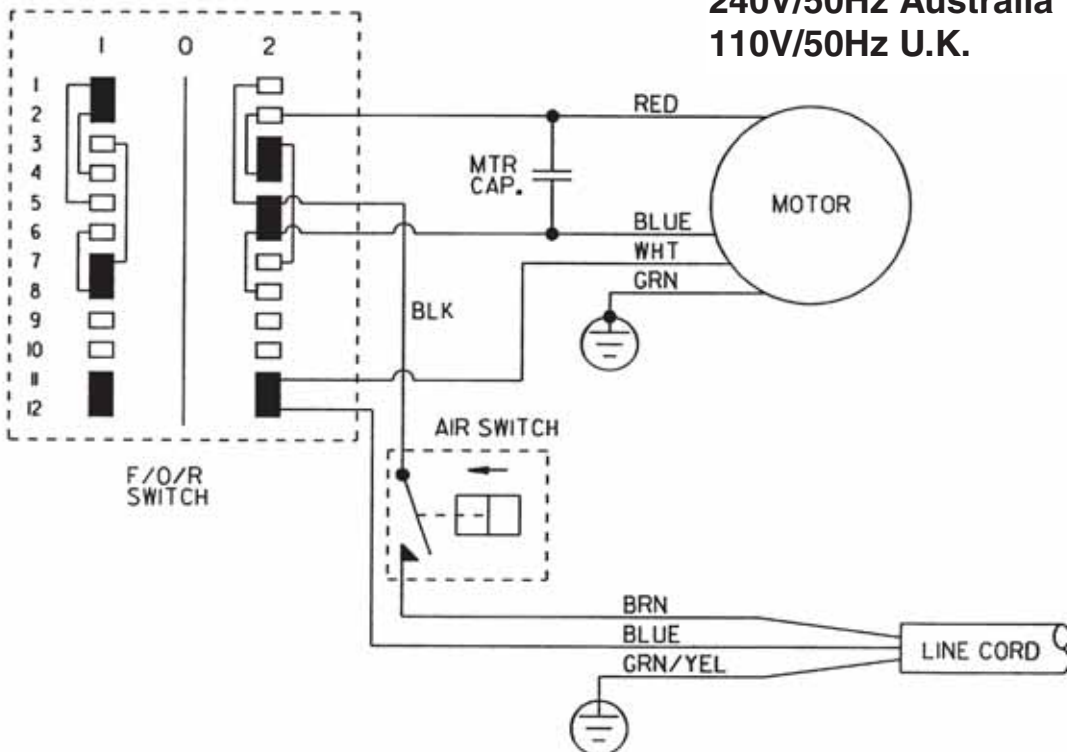 240V/50Hz Australia
110V/50Hz U.K.
1 0 2
1
2
3
4
5
6
7
8
9
10
11
12
F/O/R
SWITCH
RED
MTR
CAP.
MOTOR
BLUE
WHT
GRN
BLK
AIR SWITCH
BRN
BLUE
GRN/YEL
LINE CORD